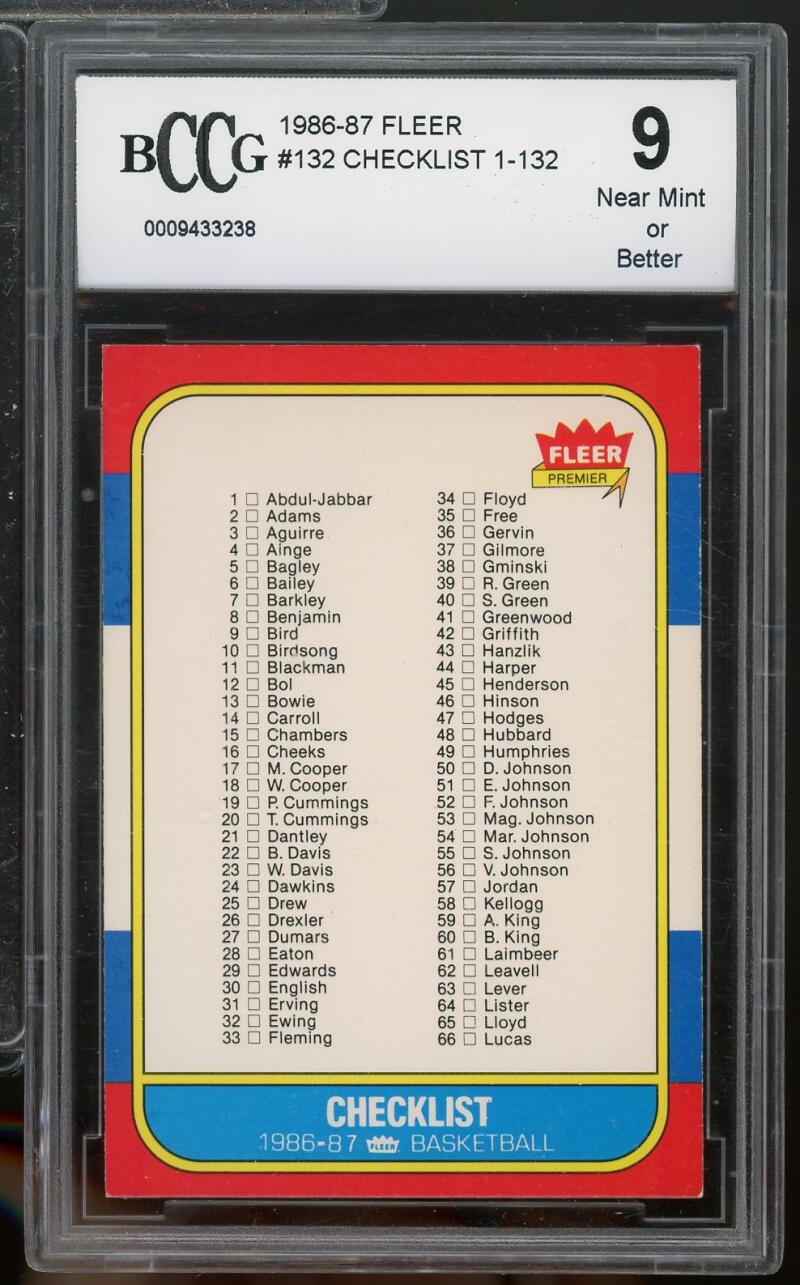 BCCG
1986-87 FLEER
#132 CHECKLIST 1-132
0009433238
9
Near Mint
or
Better
FLEER
PREMIER
1 Abdul-Jabbar
2 Adams
3 Aguirre
4 Ainge
5 Bagley
6 Bailey
7 Barkley
8 Benjamin
9 Bird
10 Birdsong
11 Blackman
12 Bol
13 Bowie
14 Carroll
15 Chambers
16 Cheeks
17 M. Cooper
18 W. Cooper
19 P. Cummings
20 T. Cummings
21 Dantley
22 B. Davis
23 W. Davis
24 Dawkins
25 Drew
26 Drexler
27 Dumars
28 Eaton
29 Edwards
30 English
31 Erving
32 Ewing
33 Fleming
34 Floyd
35 Free
36 Gervin
37 Gilmore
38 Gminski
39 R. Green
40 S. Green
41 Greenwood
42 Griffith
43 Hanzlik
44 Harper
45 Henderson
46 Hinson
47 Hodges
48 Hubbard
49 Humphries
50 D. Johnson
51 E. Johnson
52 F. Johnson
53 Mag. Johnson
54 Mar. Johnson
55 S. Johnson
56 V. Johnson
57 Jordan
58 Kellogg
59 A. King
60 B. King
61 Laimbeer
62 Leavell
63 Lever
64 Lister
65 Lloyd
66 Lucas
CHECKLIST
1986-87 FLEER BASKETBALL